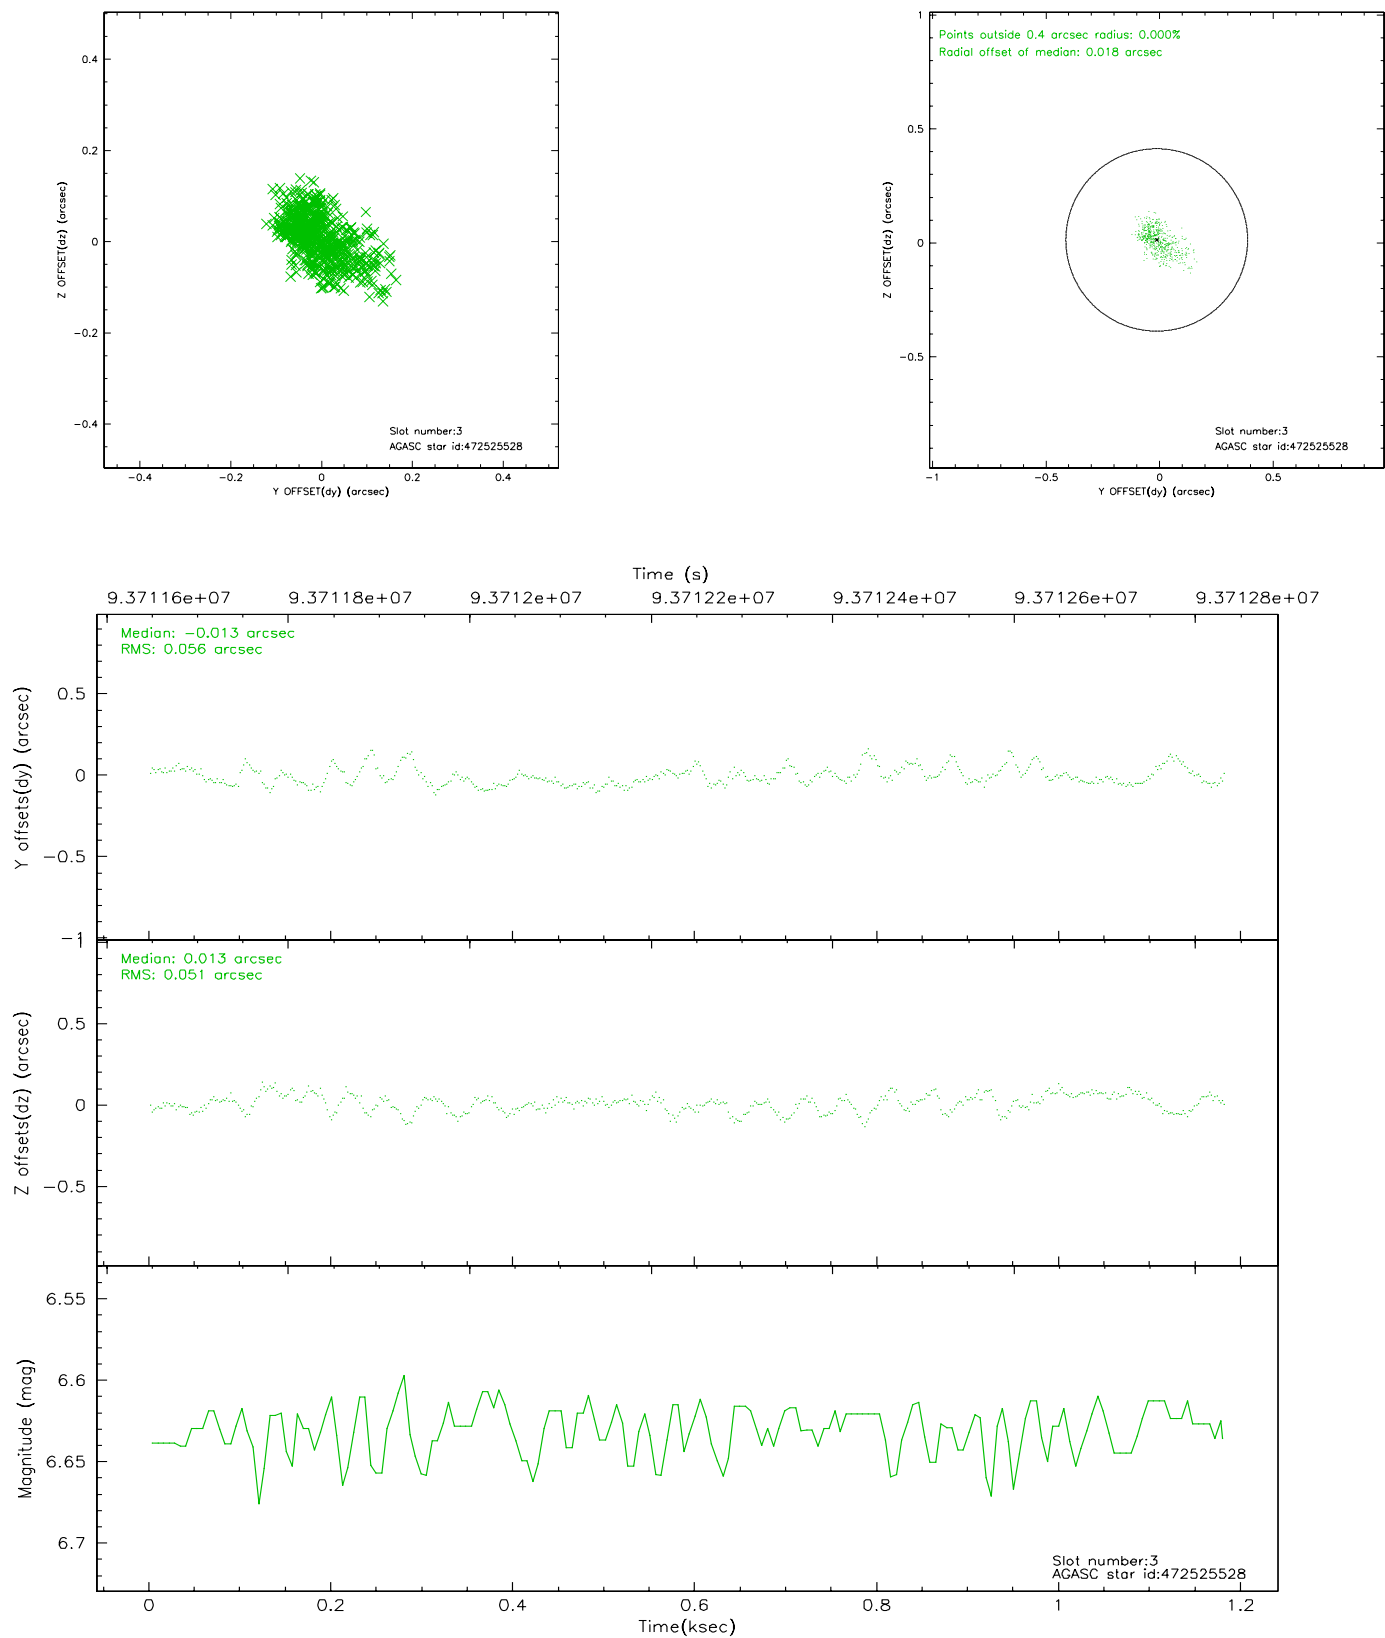 0.4
0.2
0
−0.2
−0.4
Z OFFSET(dz) (arcsec)
Slot number:3
AGASC star id:472525528
−0.4 −0.2 0 0.2 0.4
Y OFFSET(dy) (arcsec)
1
0.5
0
−0.5
Z OFFSET(dz) (arcsec)
Points outside 0.4 arcsec radius: 0.000%
Radial offset of median: 0.018 arcsec
Slot number:3
AGASC star id:472525528
−1 −0.5 0 0.5
Y OFFSET(dy) (arcsec)
Time (s)
9.37116e+07 9.37118e+07 9.3712e+07 9.37122e+07 9.37124e+07 9.37126e+07 9.37128e+07
Median: −0.013 arcsec
RMS: 0.056 arcsec
0.5
0
−0.5
−1
Y offsets(dy) (arcsec)
1
Median: 0.013 arcsec
RMS: 0.051 arcsec
0.5
0
−0.5
Z offsets(dz) (arcsec)
6.55
6.6
6.65
6.7
Magnitude (mag)
Slot number:3
AGASC star id:472525528
0 0.2 0.4 0.6 0.8 1 1.2
Time(ksec)